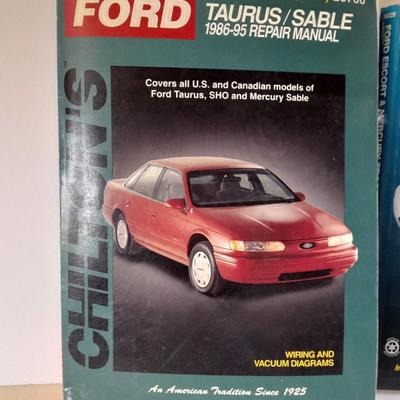 FORD
TAURUS/SABLE
1986-95 REPAIR MANUAL
Covers all U.S. and Canadian models of
Ford Taurus, SHO and Mercury Sable
CHILTON'S
WIRING AND
VACUUM DIAGRAMS
An American Tradition Since 1925
FORD ESCORT & MERCURY